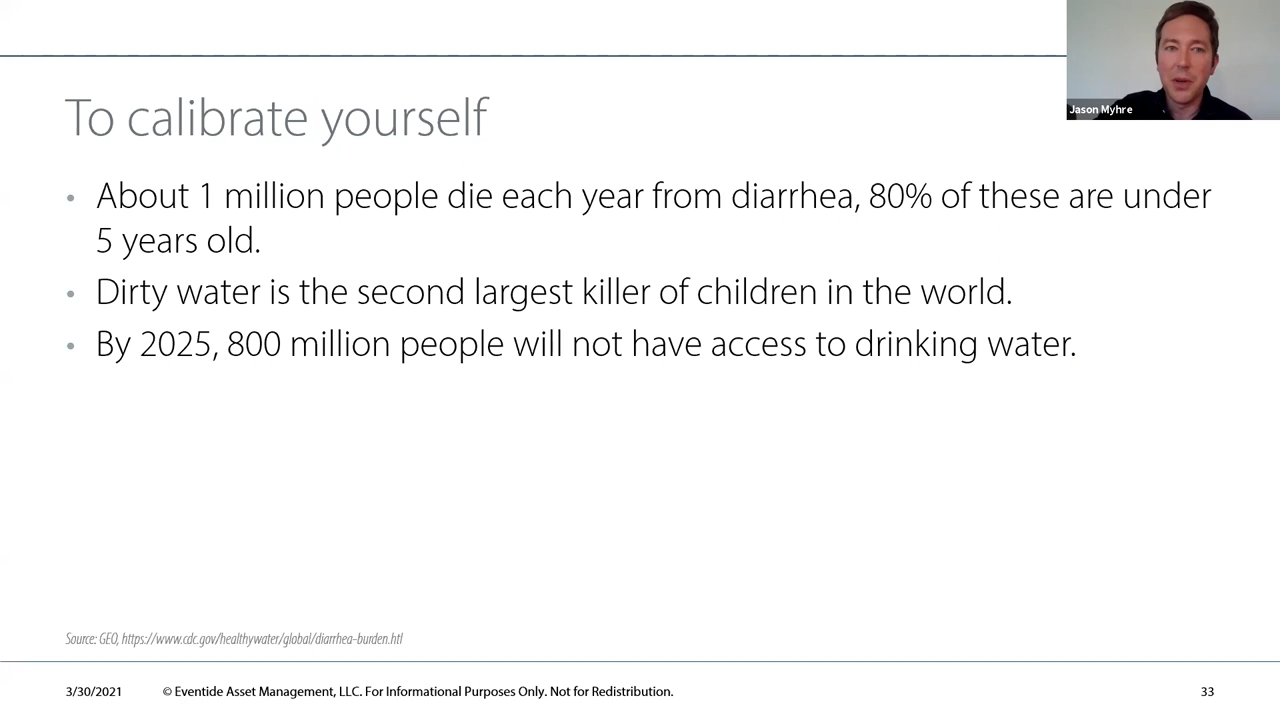 Jason Myhre
To calibrate yourself
• About 1 million people die each year from diarrhea, 80% of these are under
5 years old.
• Dirty water is the second largest killer of children in the world.
• By 2025, 800 million people will not have access to drinking water.
Source: GEO, https://www.cdc.gov/healthywater/global/diarrhea-burden.htl
3/30/2021 © Eventide Asset Management, LLC. For Informational Purposes Only. Not for Redistribution. 33